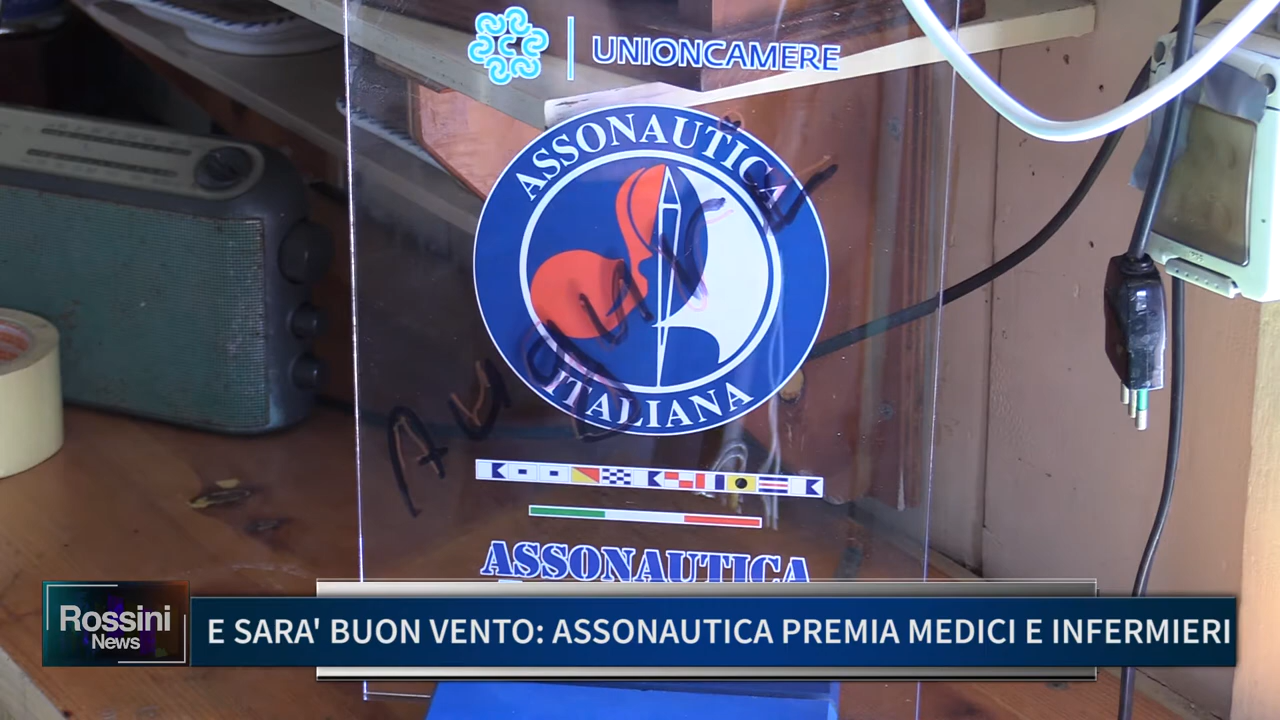 UNIONCAMERE
ASSONAUTICA
ITALIANA
ASSONAUTICA
Rossini
News
E SARA' BUON VENTO: ASSONAUTICA PREMIA MEDICI E INFERMIERI